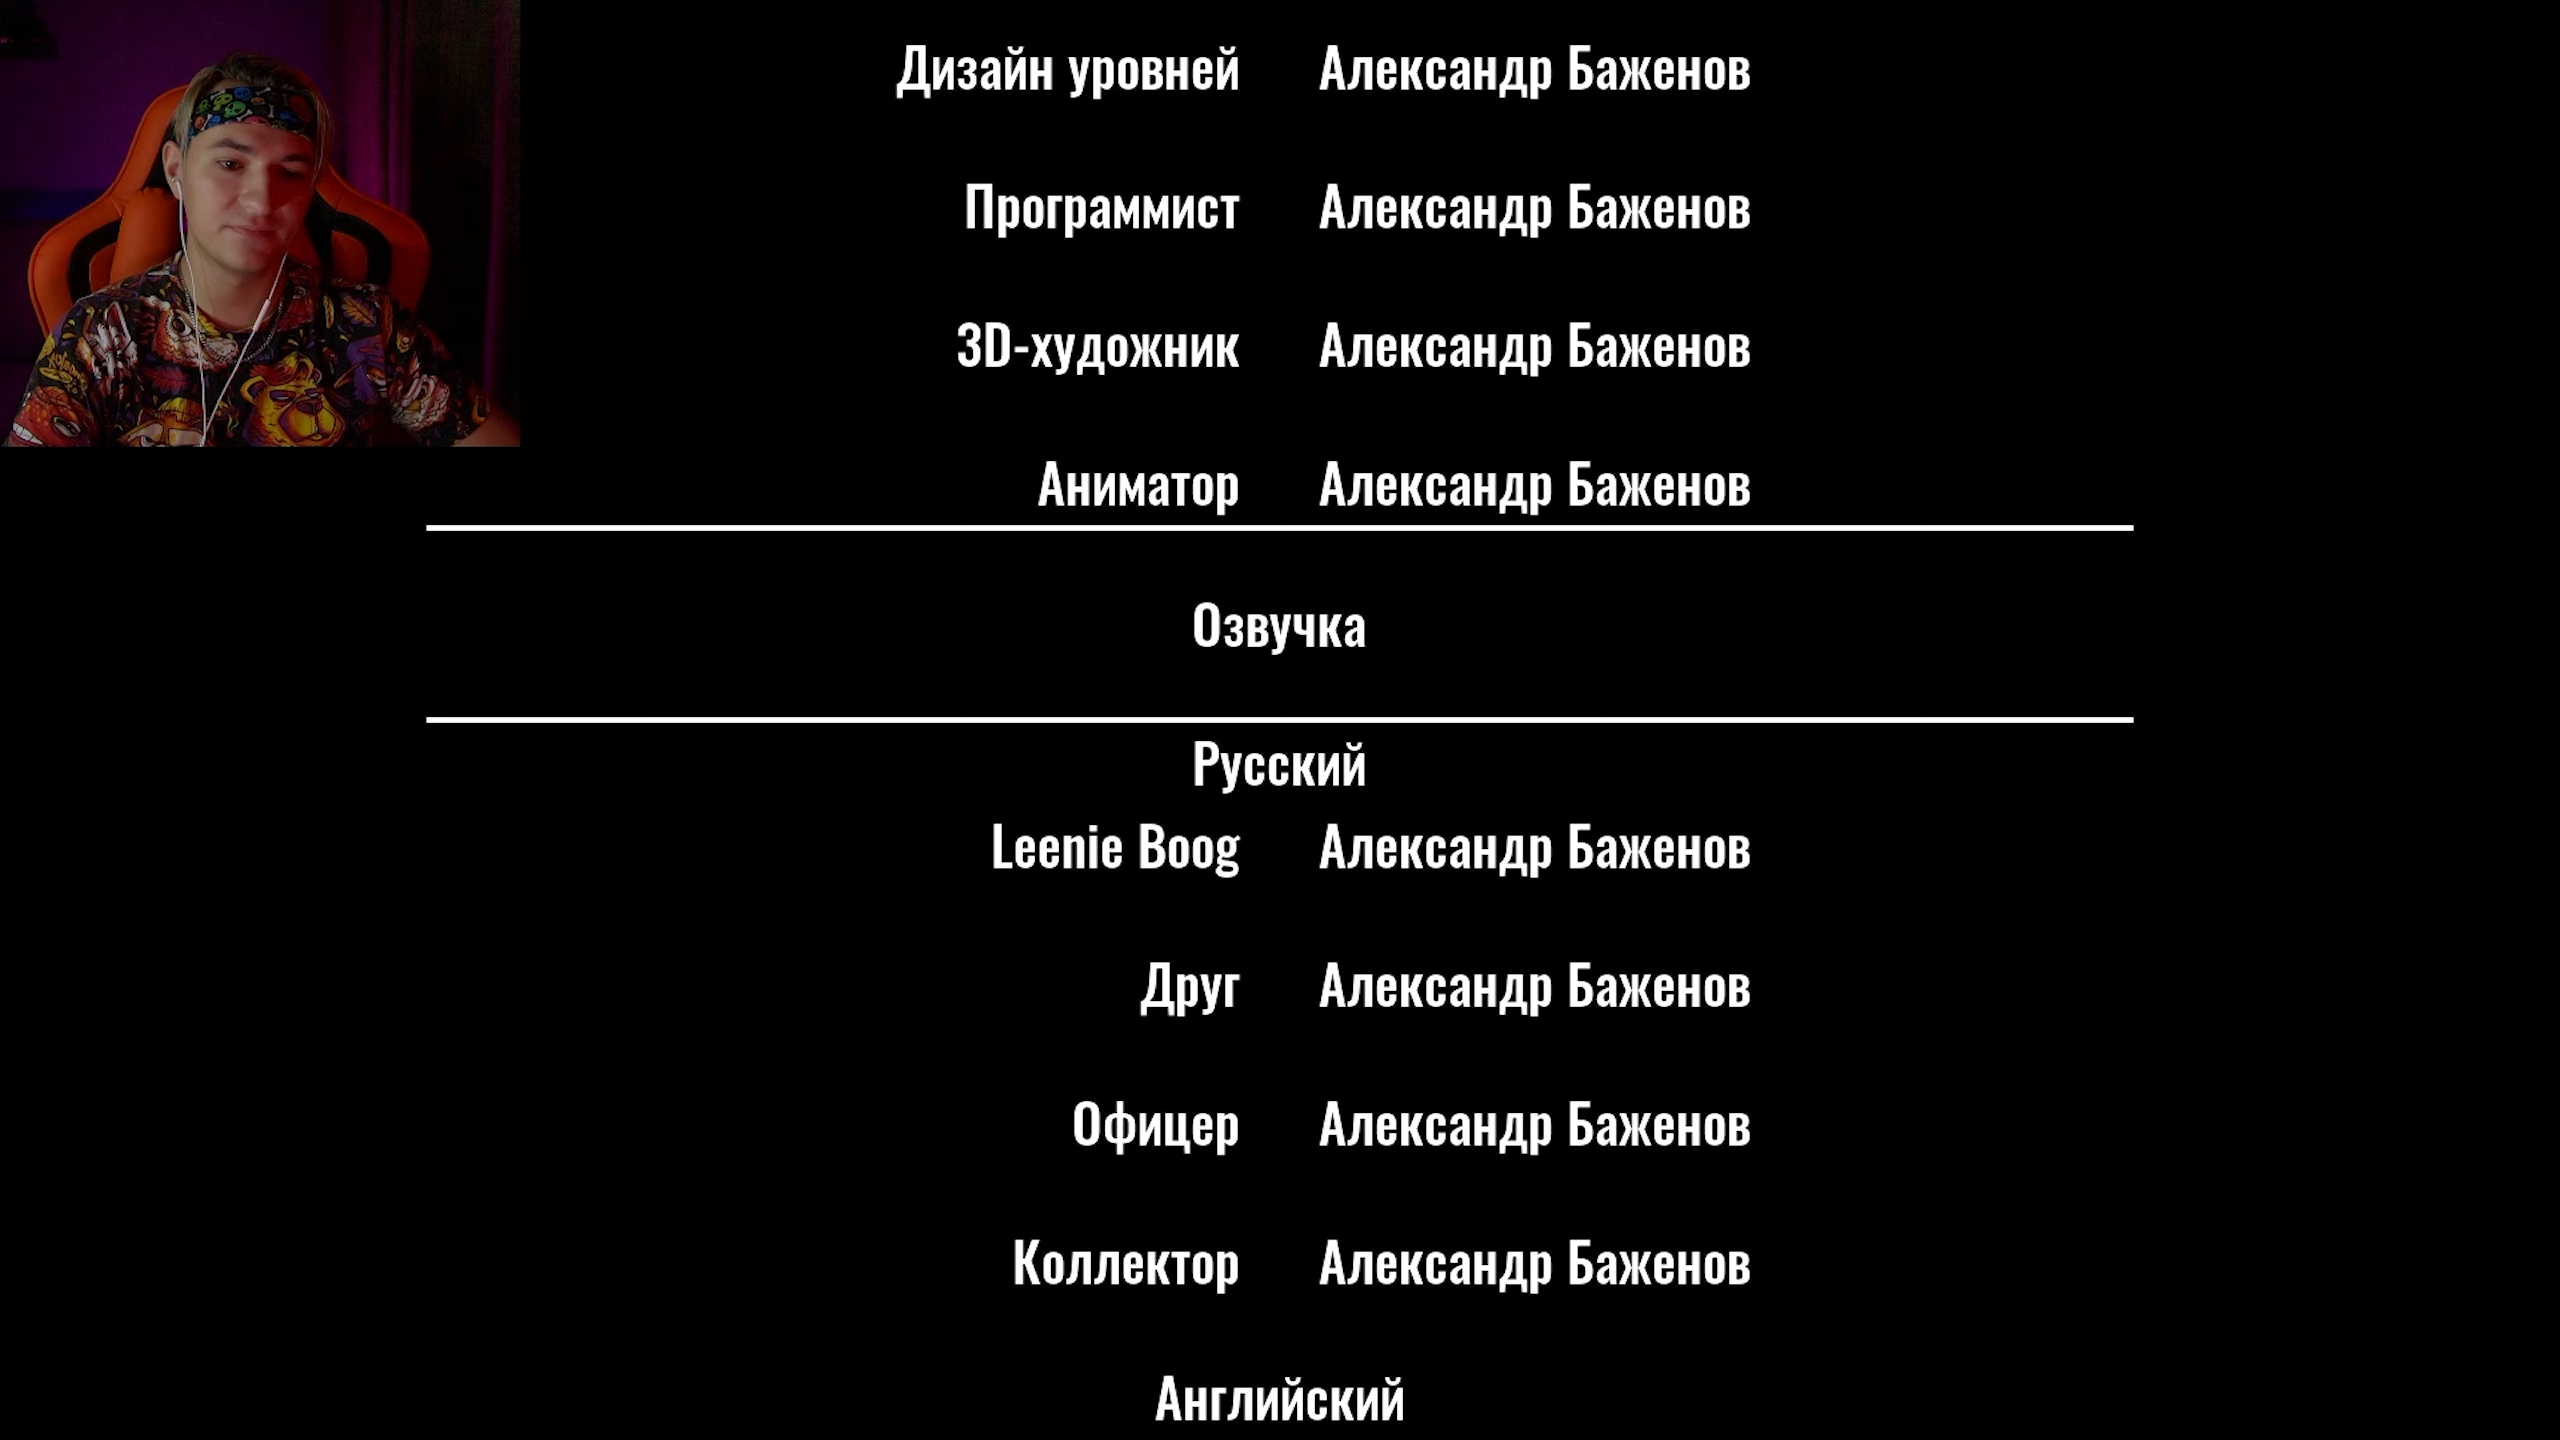 Дизайн уровней Александр Баженов
Программист Александр Баженов
3D-художник Александр Баженов
Аниматор Александр Баженов
Озвучка
Русский
Leenie Boog Александр Баженов
Друг Александр Баженов
Офицер Александр Баженов
Коллектор Александр Баженов
Английский